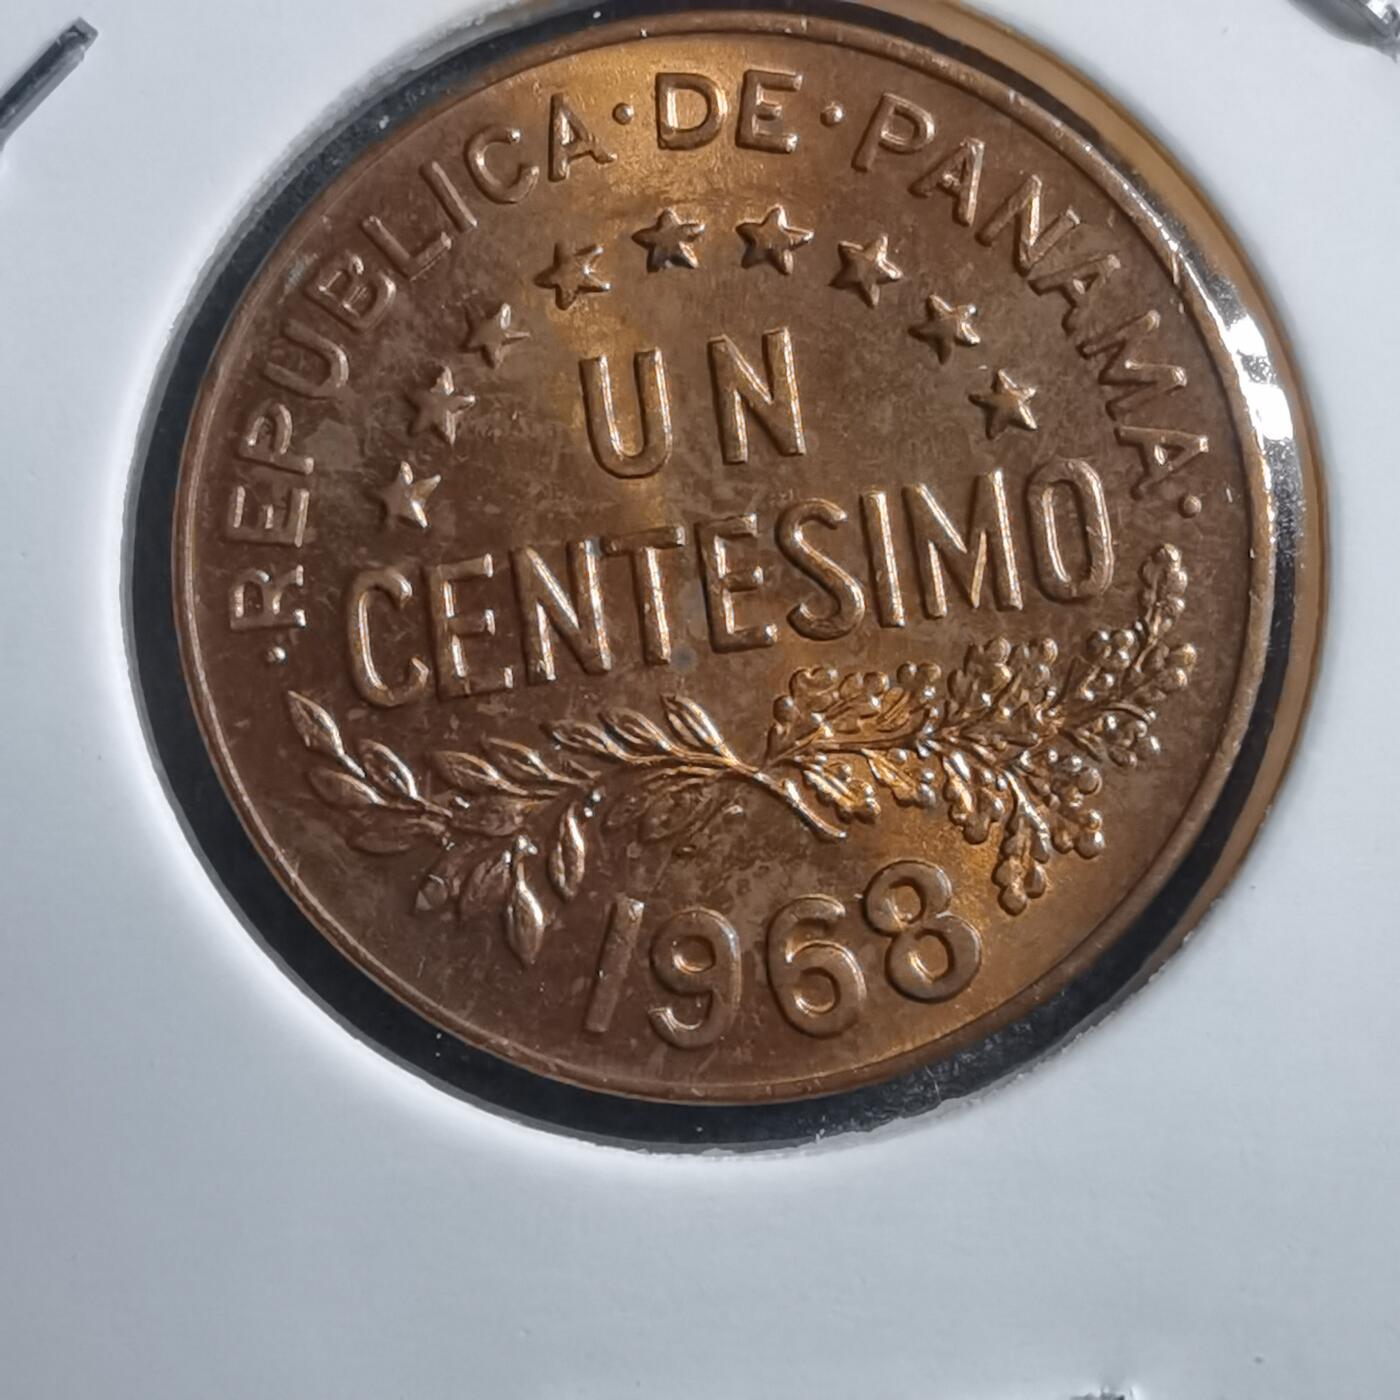 ·REPUBLICA·DE·PANAMA·
UN
CENTESIMO
1968